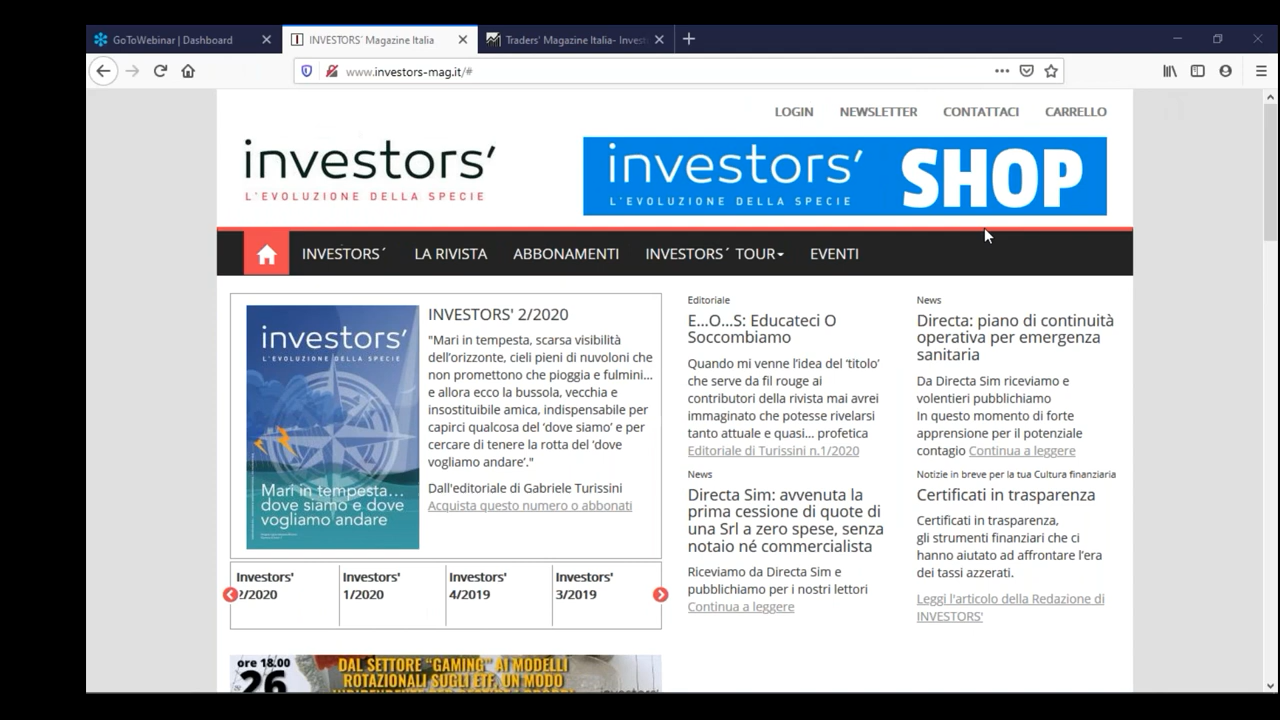 GoToWebinar | Dashboard
INVESTORS' Magazine Italia
Traders' Magazine Italia- Invest
www.investors-mag.it/#
LOGIN NEWSLETTER CONTATTACI CARRELLO
investors'
L'EVOLUZIONE DELLA SPECIE
investors' SHOP
L'EVOLUZIONE DELLA SPECIE
INVESTORS´ LA RIVISTA ABBONAMENTI INVESTORS´ TOUR EVENTI
investors'
L'EVOLUZIONE DELLA SPECIE
Mari in tempesta...
dove siamo e dove
vogliamo andare
INVESTORS' 2/2020
"Mari in tempesta, scarsa visibilità
dell'orizzonte, cieli pieni di nuvoloni che
non promettono che pioggia e fulmini...
e allora ecco la bussola, vecchia e
insostituibile amica, indispensabile per
capirci qualcosa del 'dove siamo' e per
cercare di tenere la rotta del 'dove
vogliamo andare'."
Dall'editoriale di Gabriele Turissini
Acquista questo numero o abbonati
Investors'
2/2020
Investors'
1/2020
Investors'
4/2019
Investors'
3/2019
ore 18.00
26
DAL SETTORE "GAMING" AI MODELLI
ROTAZIONALI SUGLI ETF, UN MODO
investors'
Editoriale
E...O...S: Educateci O
Soccombiamo
Quando mi venne l'idea del 'titolo'
che serve da fil rouge ai
contributori della rivista mai avrei
immaginato che potesse rivelarsi
tanto attuale e quasi... profetica
Editoriale di Turissini n.1/2020
News
Directa Sim: avvenuta la
prima cessione di quote di
una Srl a zero spese, senza
notaio né commercialista
Riceviamo da Directa Sim e
pubblichiamo per i nostri lettori
Continua a leggere
News
Directa: piano di continuità
operativa per emergenza
sanitaria
Da Directa Sim riceviamo e
volentieri pubblichiamo
In questo momento di forte
apprensione per il potenziale
contagio Continua a leggere
Notizie in breve per la tua Cultura finanziaria
Certificati in trasparenza
Certificati in trasparenza,
gli strumenti finanziari che ci
hanno aiutato ad affrontare l'era
dei tassi azzerati.
Leggi l'articolo della Redazione di
INVESTORS'